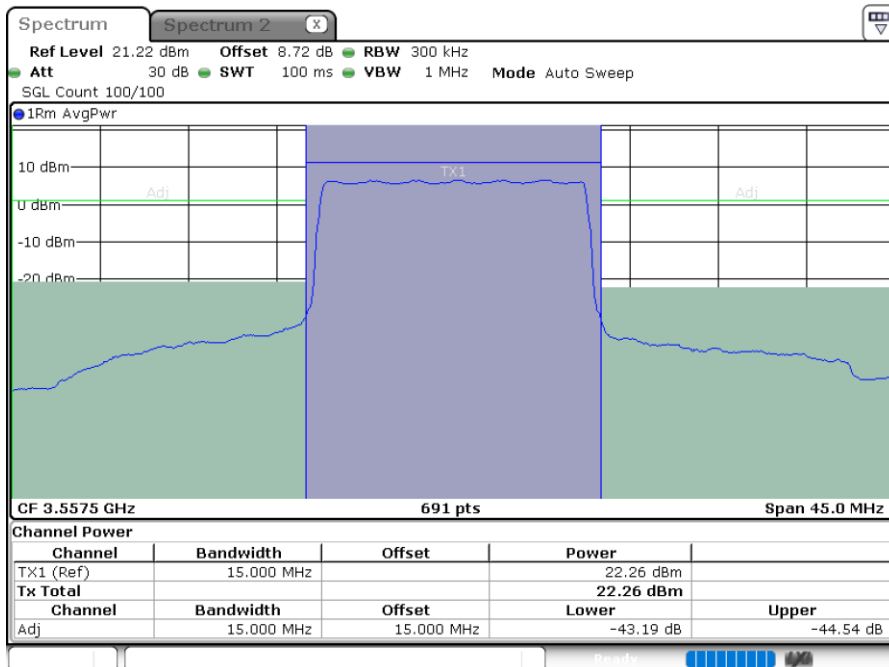 Spectrum Spectrum 2 X
Ref Level 21.22 dBm Offset 8.72 dB RBW 300 kHz
Att 30 dB SWT 100 ms VBW 1 MHz Mode Auto Sweep
SGL Count 100/100
1Rm AvgPwr
10 dBm
TX1
Adj Adj
0 dBm
-10 dBm
-20 dBm
CF 3.5575 GHz 691 pts Span 45.0 MHz
Channel Power
Channel Bandwidth Offset Power
TX1 (Ref) 15.000 MHz 22.26 dBm
Tx Total 22.26 dBm
Channel Bandwidth Offset Lower Upper
Adj 15.000 MHz 15.000 MHz -43.19 dB -44.54 dB
Ready